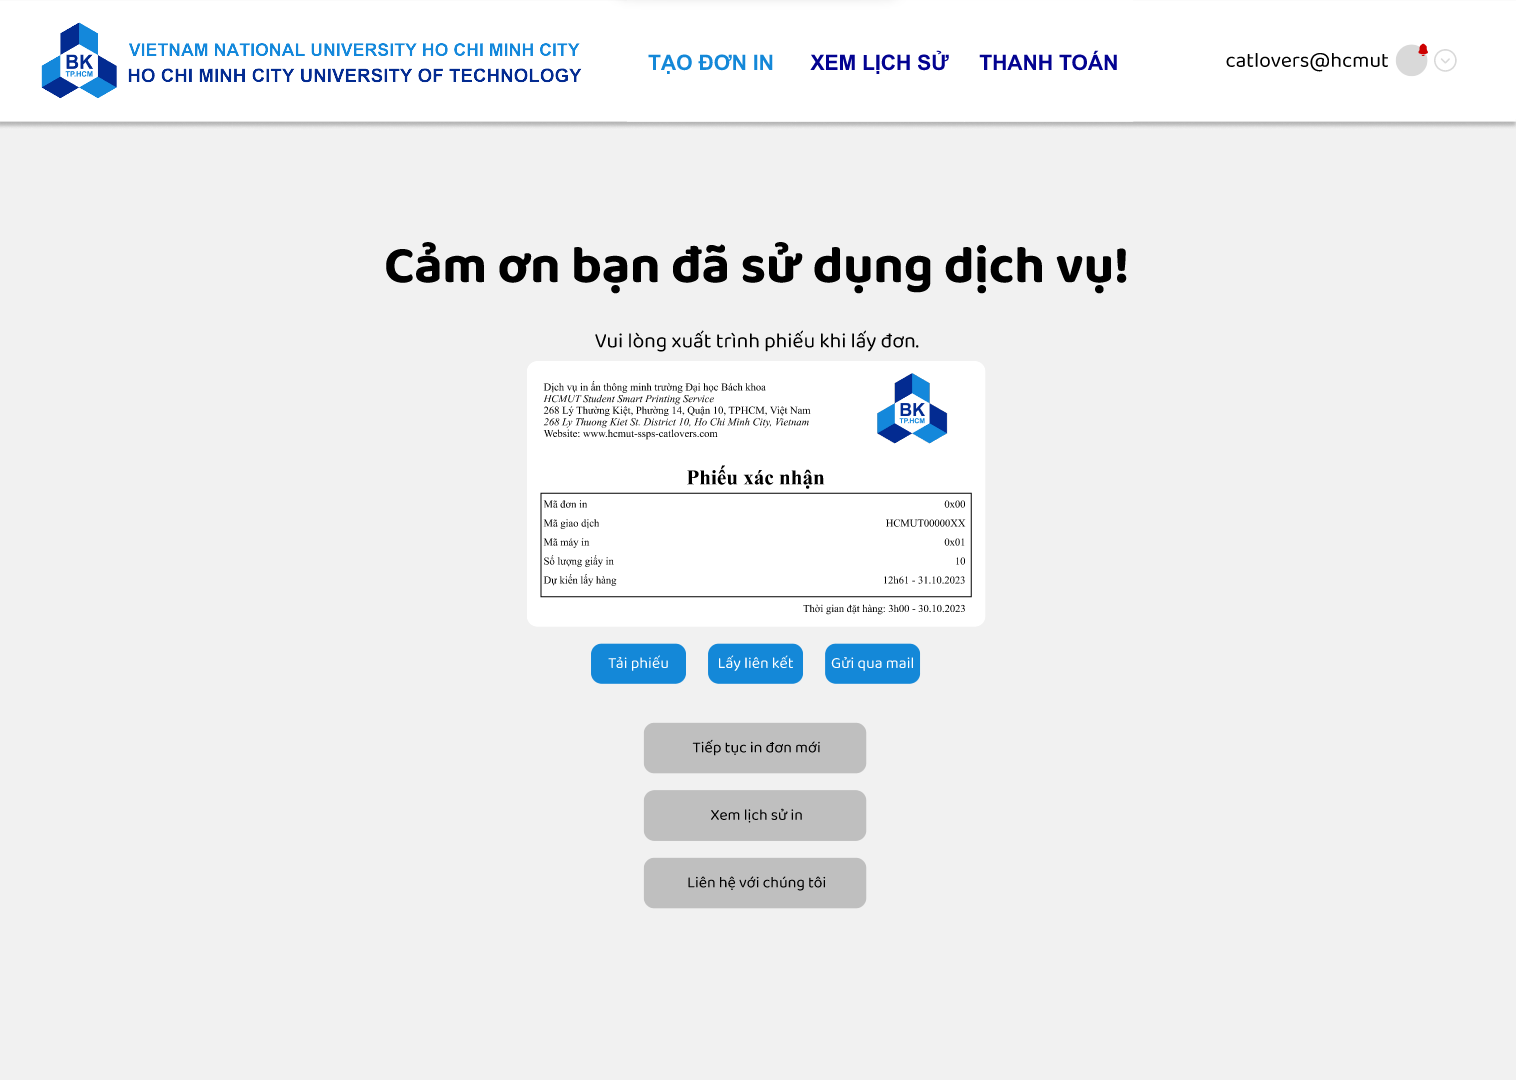 BK
TP.HCM
VIETNAM NATIONAL UNIVERSITY HO CHI MINH CITY
HO CHI MINH CITY UNIVERSITY OF TECHNOLOGY
TẠO ĐƠN IN
XEM LỊCH SỬ
THANH TOÁN
catlovers@hcmut
Cảm ơn bạn đã sử dụng dịch vụ!
Vui lòng xuất trình phiếu khi lấy đơn.
Dịch vụ in ấn thông minh trường Đại học Bách khoa
HCMUT Student Smart Printing Service
268 Lý Thường Kiệt, Phường 14, Quận 10, TPHCM, Việt Nam
268 Ly Thuong Kiet St. District 10, Ho Chi Minh City, Vietnam
Website: www.hcmut-ssps-catlovers.com
BK
TP.HCM
Phiếu xác nhận
Mã đơn in 0x00
Mã giao dịch HCMUT00000XX
Mã máy in 0x01
Số lượng giấy in 10
Dự kiến lấy hàng 12h61 - 31.10.2023
Thời gian đặt hàng: 3h00 - 30.10.2023
Tải phiếu
Lấy liên kết
Gửi qua mail
Tiếp tục in đơn mới
Xem lịch sử in
Liên hệ với chúng tôi